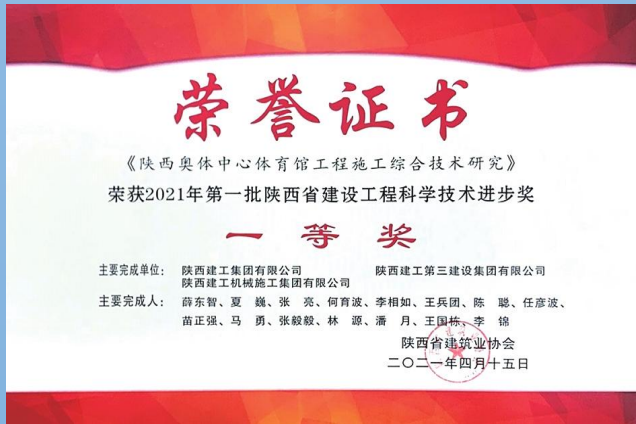 荣誉证书
《陕西奥体中心体育馆工程施工综合技术研究》
荣获2021年第一批陕西省建设工程科学技术进步奖
一等奖
主要完成单位：陕西建工集团有限公司 陕西建工第三建设集团有限公司
陕西建工机械施工集团有限公司
主要完成人：薛东智、夏 巍、张 亮、何育波、李相如、王兵团、陈 聪、任彦波、
苗正强、马 勇、张毅毅、林 源、潘 月、王国栋、李 锦
陕西省建筑业协会
二〇二一年四月十五日